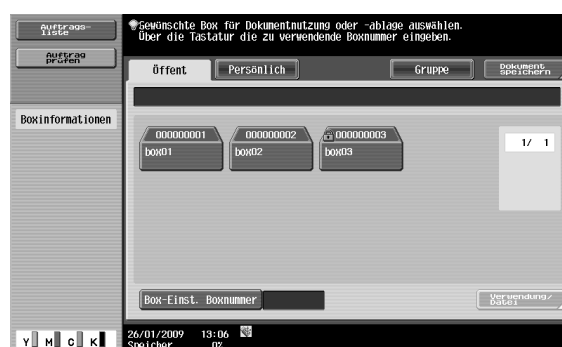 Auftrags-
liste
Auftrag
prüfen
Gewünschte Box für Dokumentnutzung oder -ablage auswählen.
Über die Tastatur die zu verwendende Boxnummer eingeben.
Öffent
Persönlich
Gruppe
Dokument
speichern
Boxinformationen
000000001
box01
000000002
box02
000000003
box03
1/ 1
Box-Einst. Boxnummer
Verwendung/
Datei
26/01/2009 13:06
Speicher 0%
Y M C K